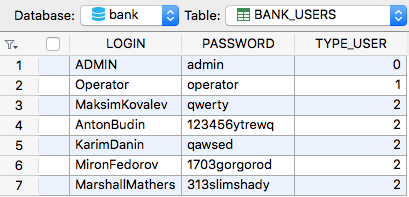 Database: bank Table: BANK_USERS
LOGIN PASSWORD TYPE_USER
1 ADMIN admin 0
2 Operator operator 1
3 MaksimKovalev qwerty 2
4 AntonBudin 123456ytrewq 2
5 KarimDanin qawsed 2
6 MironFedorov 1703gorgorod 2
7 MarshallMathers 313slimshady 2